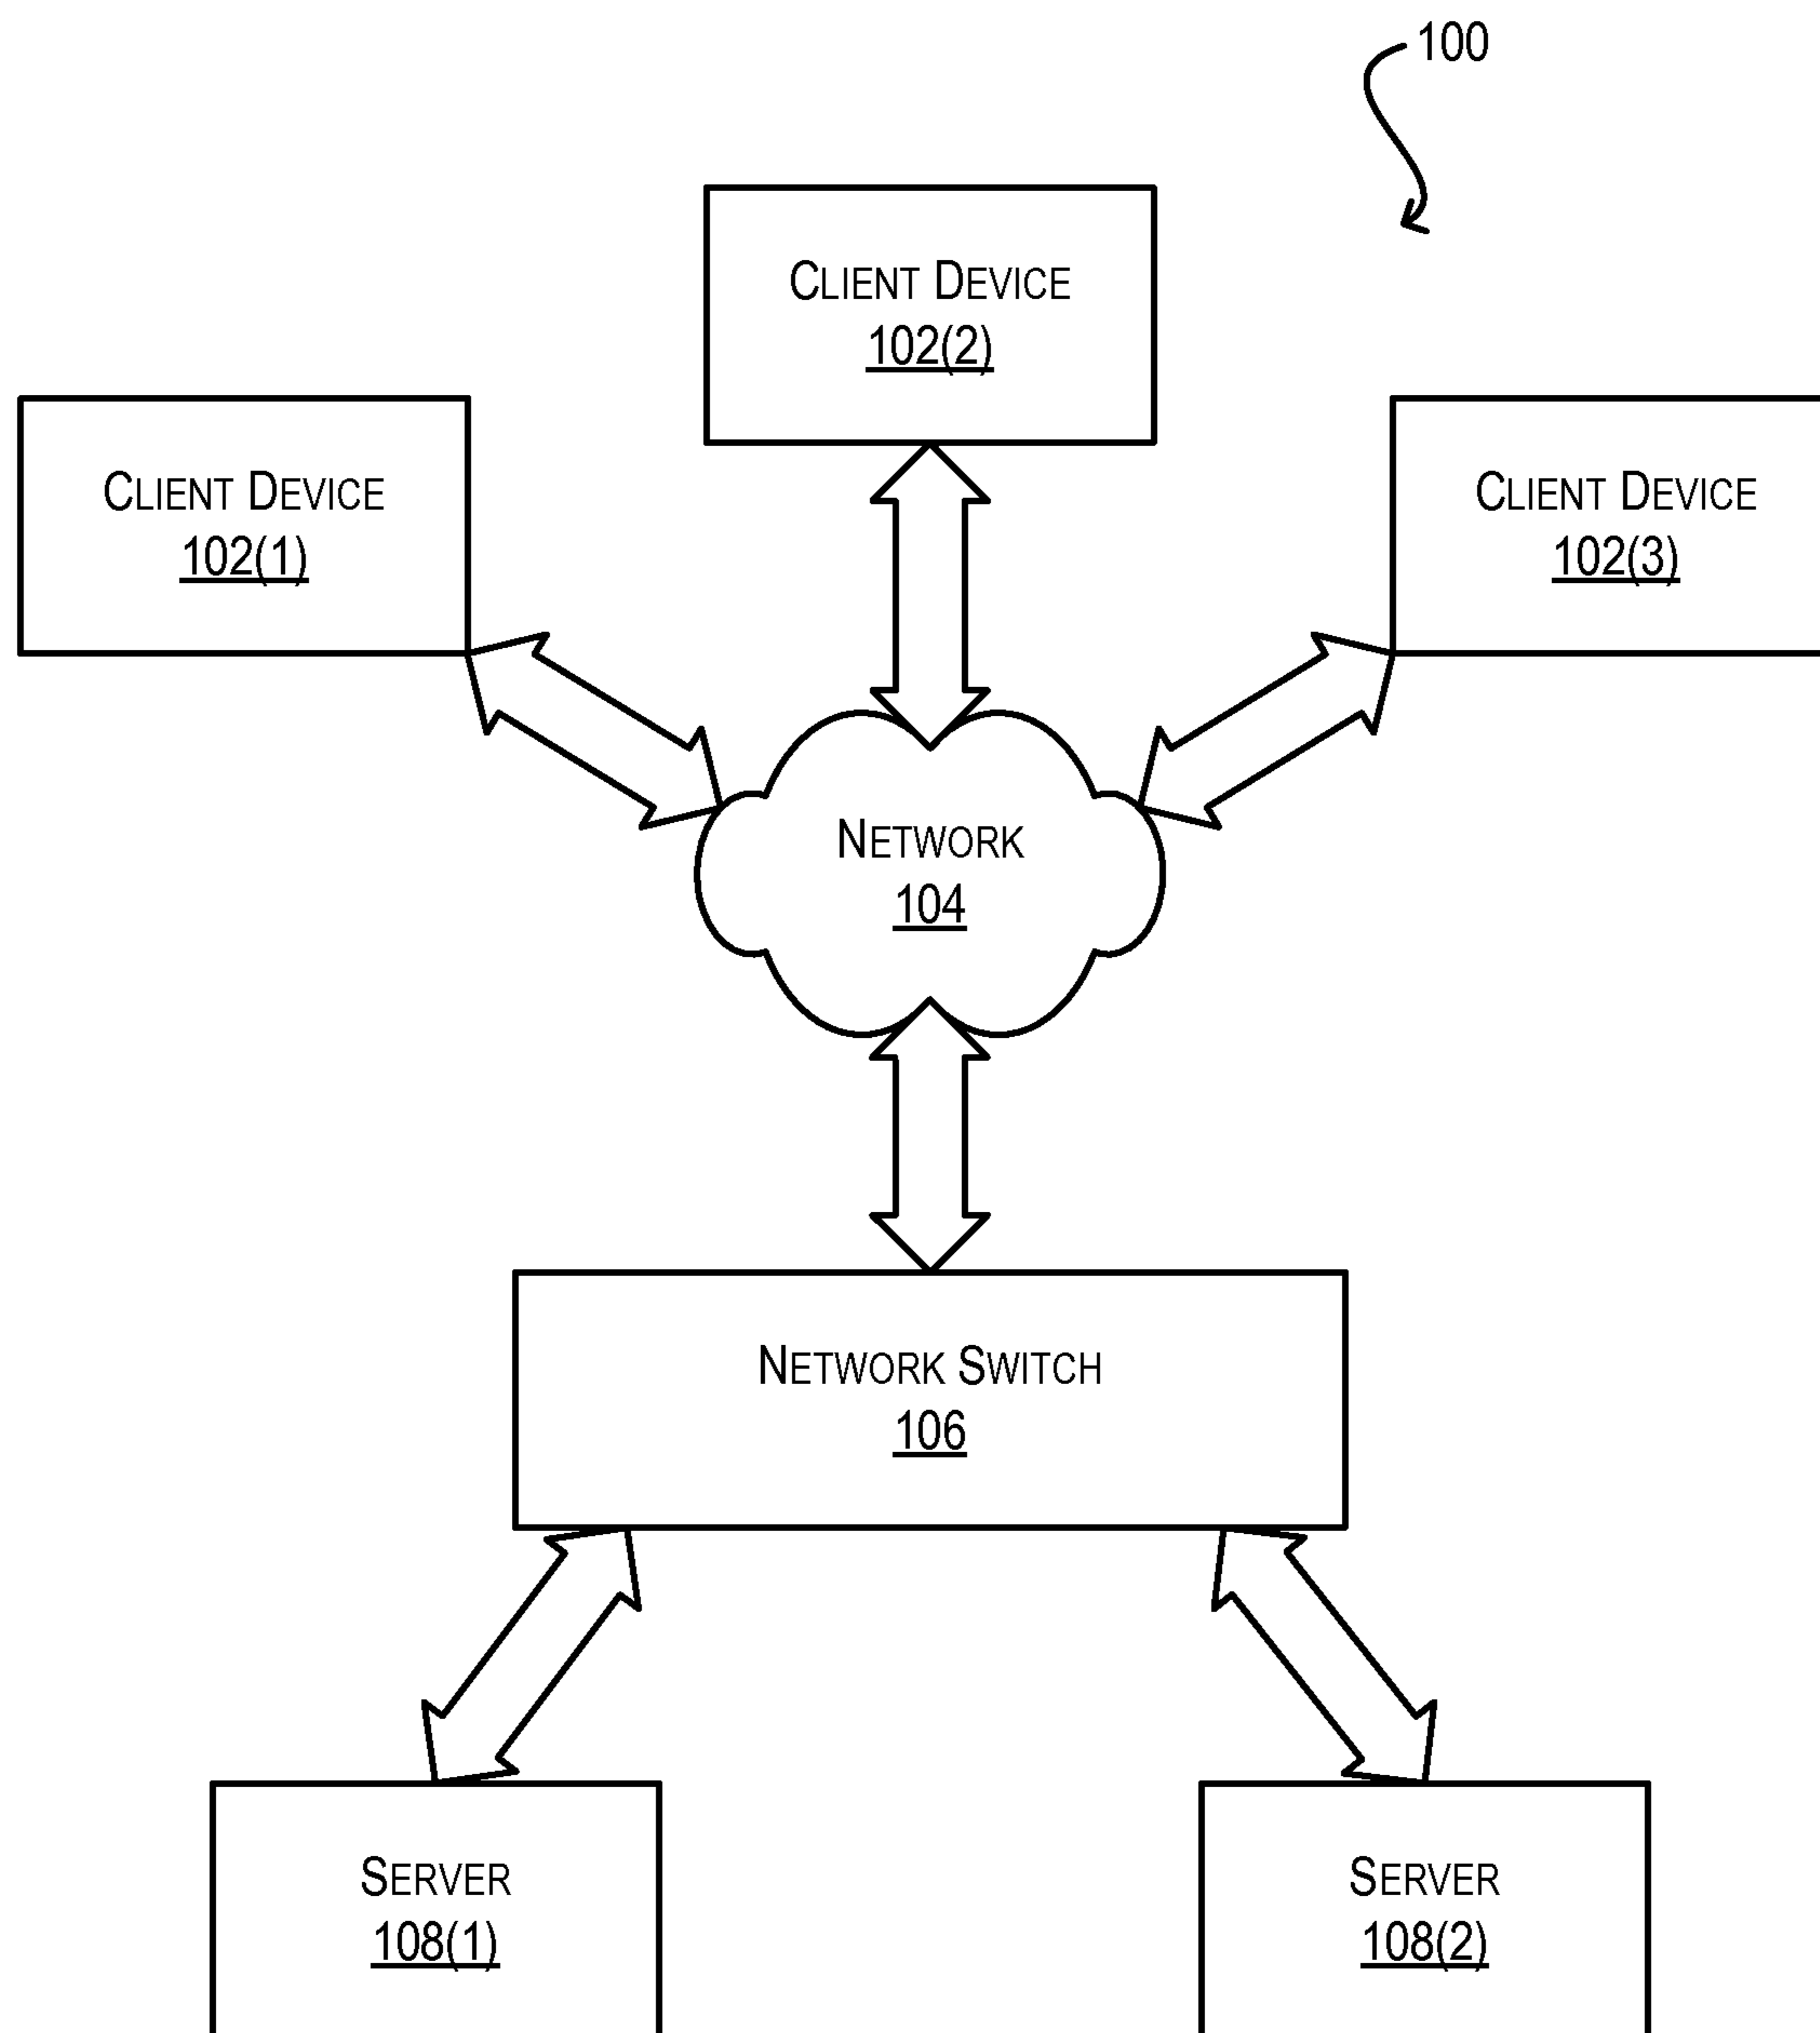 100
CLIENT DEVICE
102(2)
CLIENT DEVICE
102(1)
CLIENT DEVICE
102(3)
NETWORK
104
NETWORK SWITCH
106
SERVER
108(1)
SERVER
108(2)